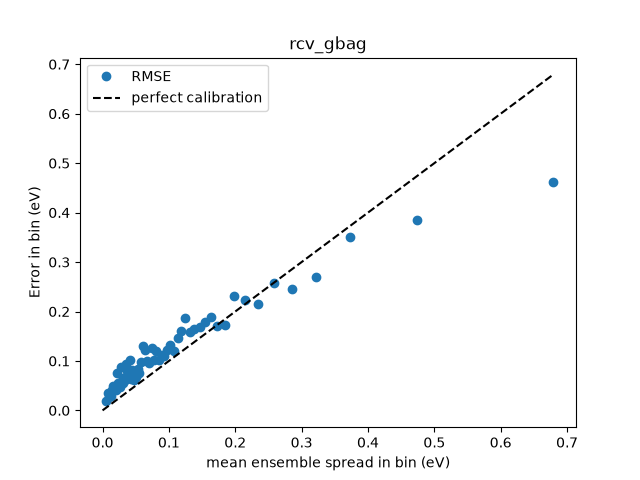 rcv_gbag
RMSE
perfect calibration
Error in bin (eV)
0.7
0.6
0.5
0.4
0.3
0.2
0.1
0.0
0.0 0.1 0.2 0.3 0.4 0.5 0.6 0.7
mean ensemble spread in bin (eV)